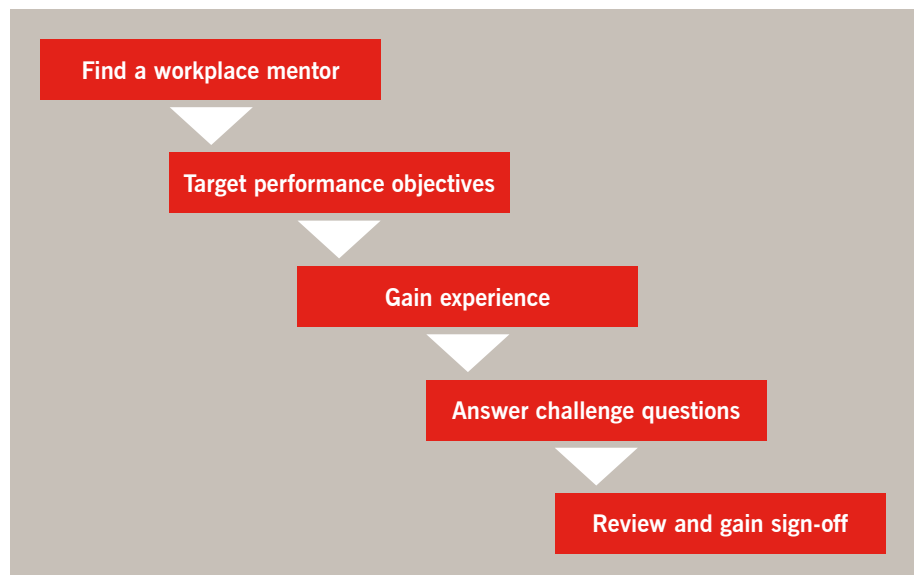 Find a workplace mentor
Target performance objectives
Gain experience
Answer challenge questions
Review and gain sign-off